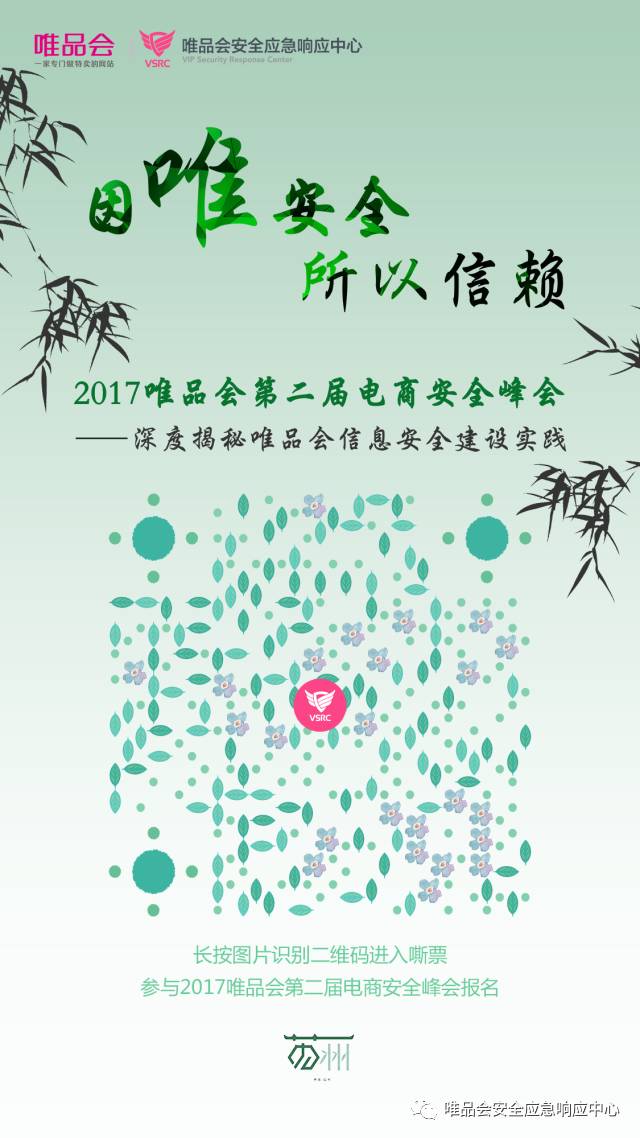 唯品会
一家专门做特卖的网站
VSRC
唯品会安全应急响应中心
VIP Security Response Center
因唯安全
所以信赖
2017唯品会第二届电商安全峰会
——深度揭秘唯品会信息安全建设实践
VSRC
长按图片识别二维码进入嘶票
参与2017唯品会第二届电商安全峰会报名
苏州
唯品会安全应急响应中心